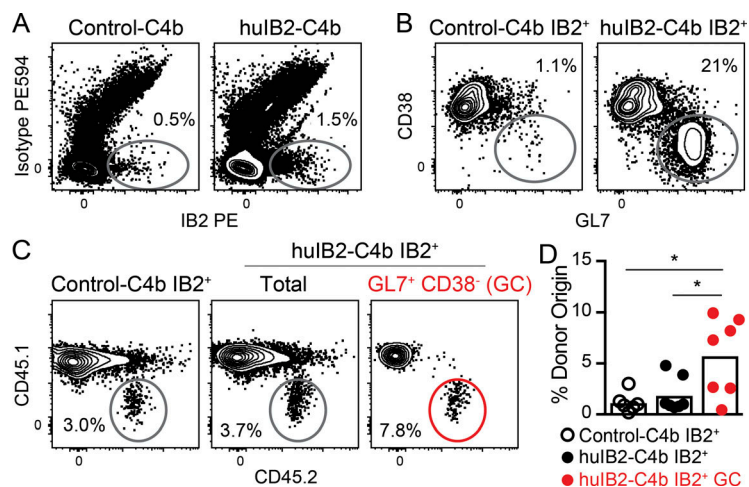 A
Control-C4b
huIB2-C4b
Isotype PE594
0.5%
1.5%
0
0
0
IB2 PE
B
Control-C4b IB2⁺
huIB2-C4b IB2⁺
CD38
1.1%
21%
0
0
0
GL7
C
huIB2-C4b IB2⁺
Control-C4b IB2⁺
Total
GL7⁺ CD38⁻ (GC)
CD45.1
3.0%
3.7%
7.8%
0
0
0
0
CD45.2
D
% Donor Origin
15
10
5
0
*
*
Control-C4b IB2⁺
huIB2-C4b IB2⁺
huIB2-C4b IB2⁺ GC